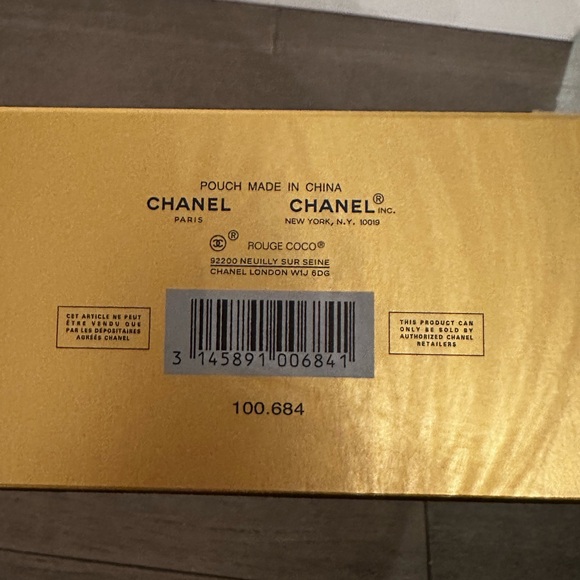 POUCH MADE IN CHINA
CHANEL CHANEL® INC.
PARIS NEW YORK, N.Y. 10019
® ROUGE COCO®
92200 NEUILLY SUR SEINE
CHANEL LONDON W1J 6DG
CET ARTICLE NE PEUT
ÊTRE VENDU QUE
PAR LES DÉPOSITAIRES
AGRÉÉS CHANEL
3 145891 006841
THIS PRODUCT CAN
ONLY BE SOLD BY
AUTHORIZED CHANEL
RETAILERS
100.684